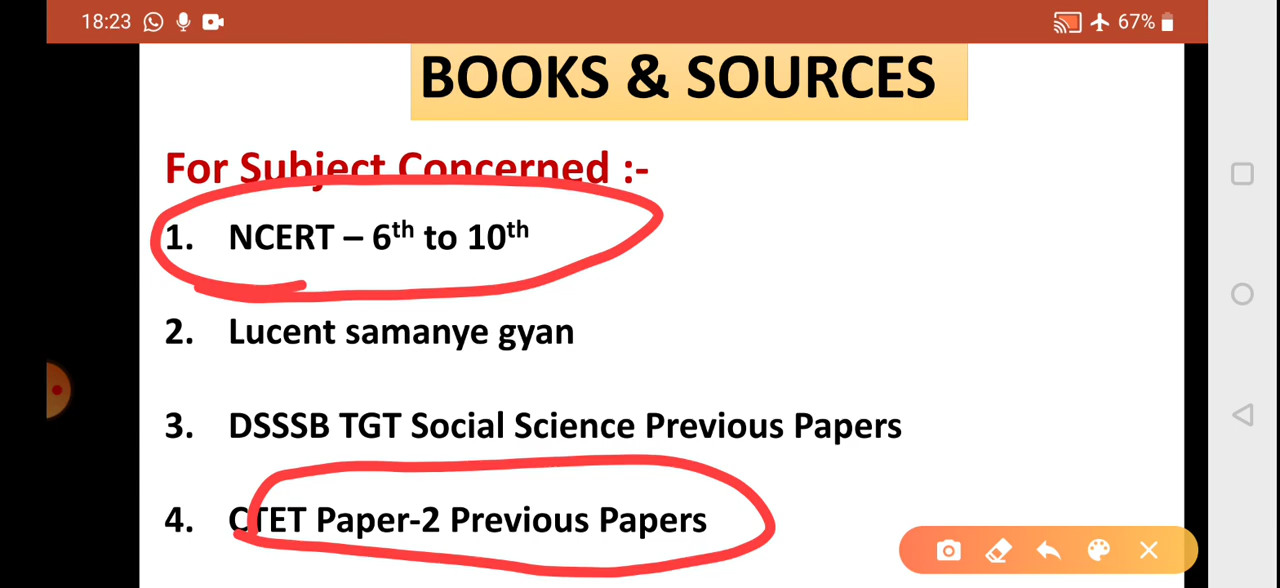 18:23 67%
BOOKS & SOURCES
For Subject Concerned :-
1. NCERT – 6th to 10th
2. Lucent samanye gyan
3. DSSSB TGT Social Science Previous Papers
4. CTET Paper-2 Previous Papers